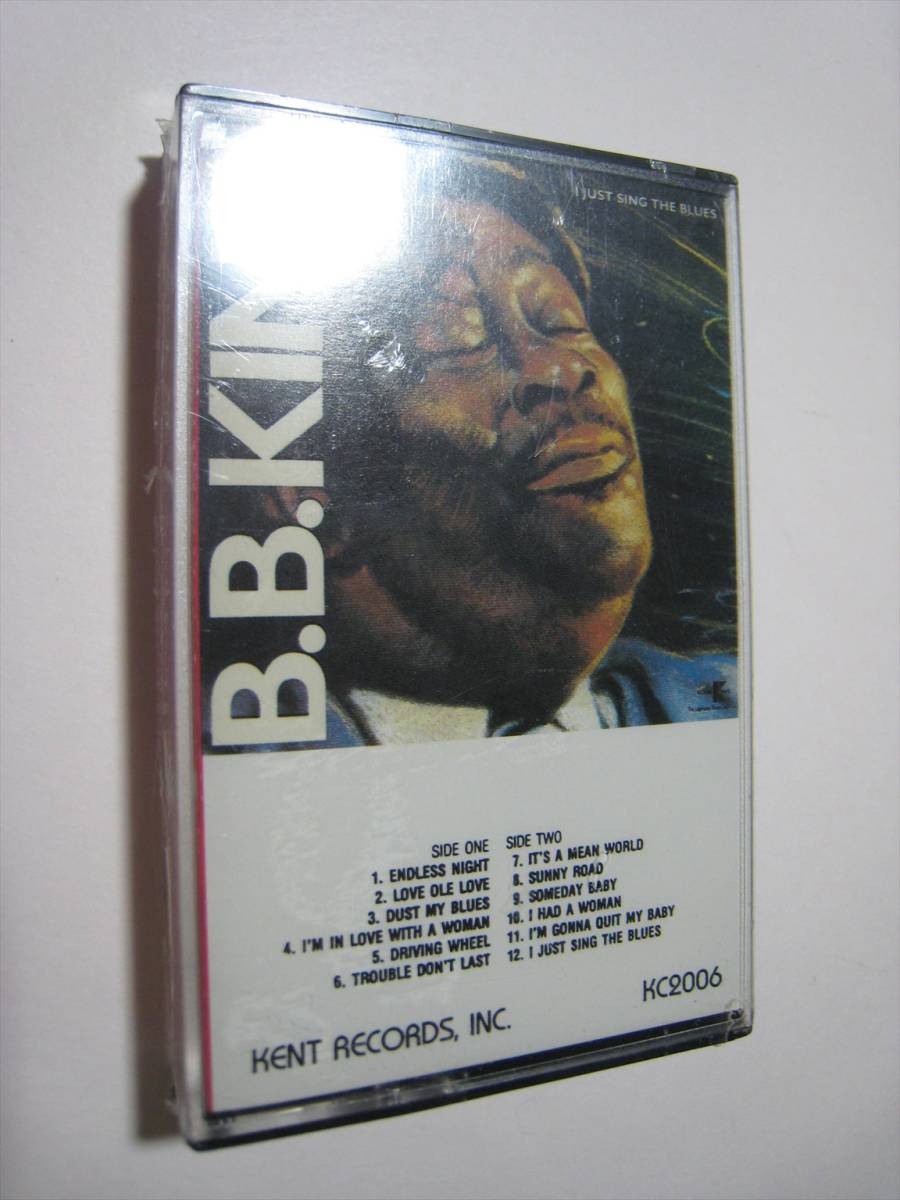 I JUST SING THE BLUES
B.B.KIN
SIDE ONE
1. ENDLESS NIGHT
2. LOVE OLE LOVE
3. DUST MY BLUES
4. I'M IN LOVE WITH A WOMAN
5. DRIVING WHEEL
6. TROUBLE DON'T LAST
SIDE TWO
7. IT'S A MEAN WORLD
8. SUNNY ROAD
9. SOMEDAY BABY
10. I HAD A WOMAN
11. I'M GONNA QUIT MY BABY
12. I JUST SING THE BLUES
KENT RECORDS, INC.
KC2006